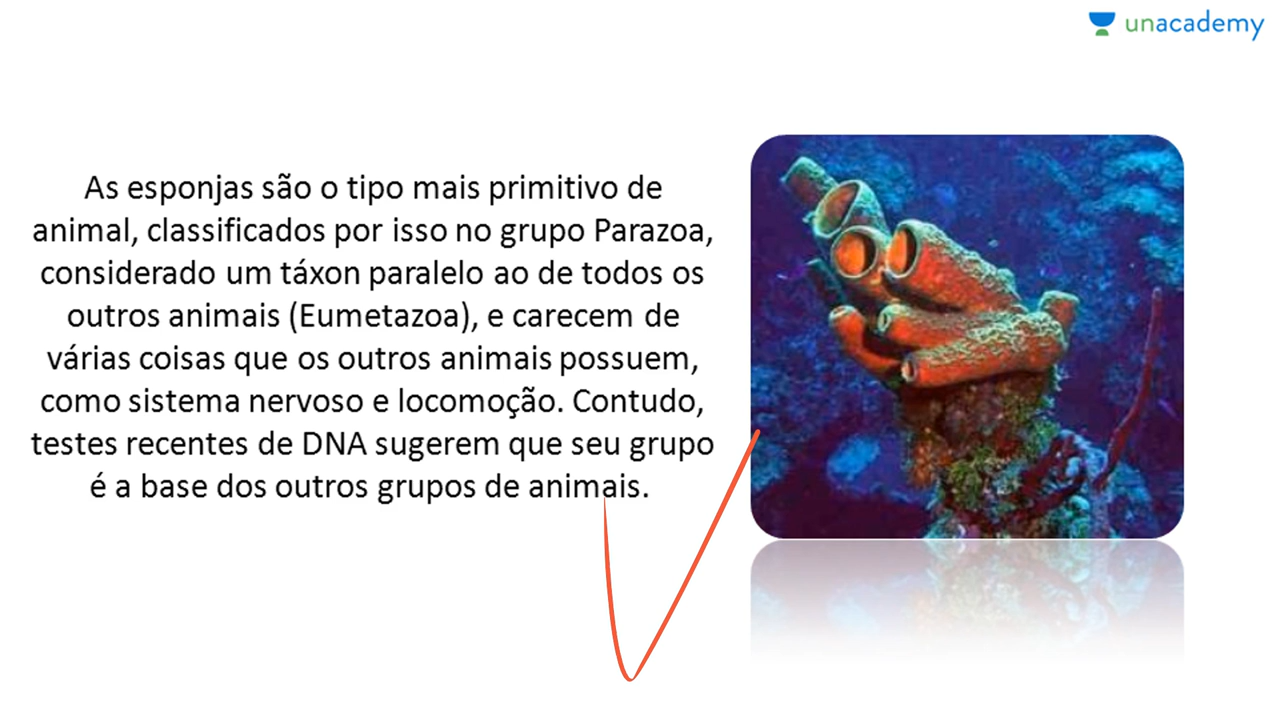 unacademy
As esponjas são o tipo mais primitivo de
animal, classificados por isso no grupo Parazoa,
considerado um táxon paralelo ao de todos os
outros animais (Eumetazoa), e carecem de
várias coisas que os outros animais possuem,
como sistema nervoso e locomoção. Contudo,
testes recentes de DNA sugerem que seu grupo
é a base dos outros grupos de animais.